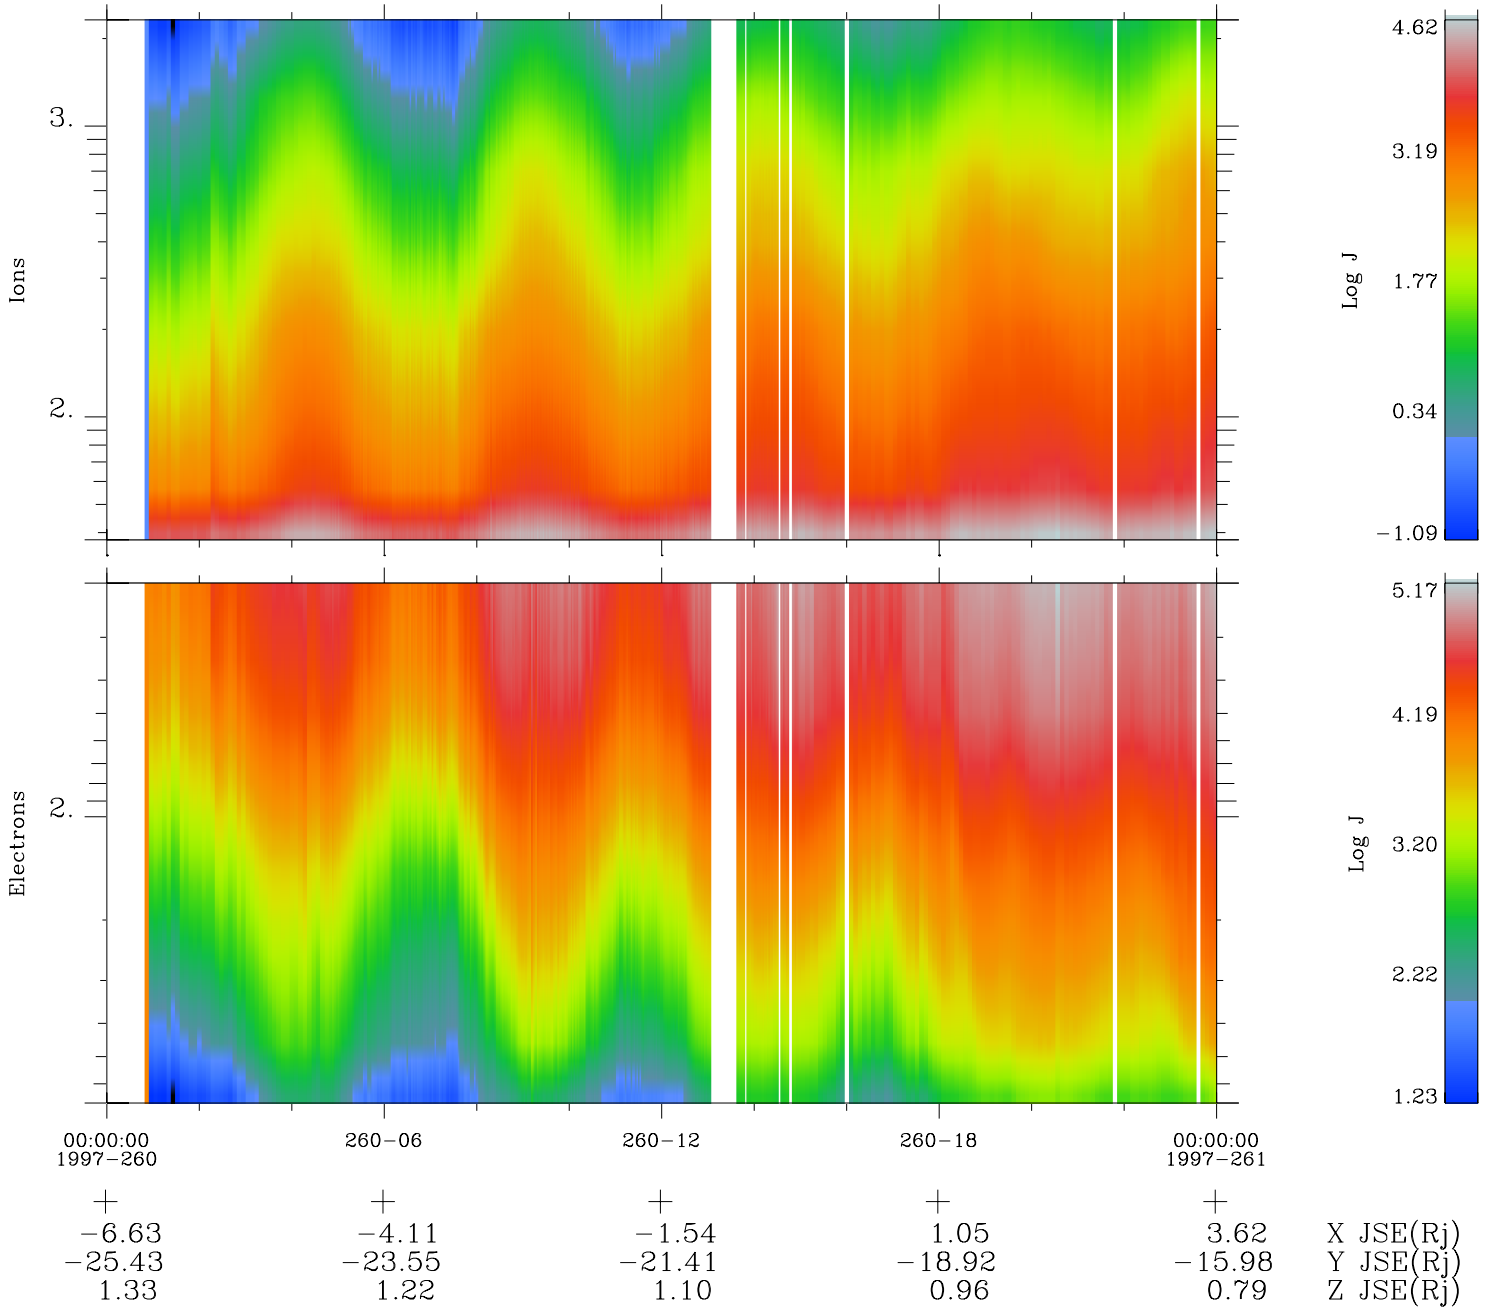 4.62
3.
3.19
Ions
Log J
1.77
2.
0.34
−1.09
5.17
4.19
2.
Electrons
Log J
3.20
2.22
1.23
00:00:00 260−06 260−12 260−18 00:00:00
1997−260 1997−261
−6.63 −4.11 −1.54 1.05 3.62 X JSE(Rj)
−25.43 −23.55 −21.41 −18.92 −15.98 Y JSE(Rj)
1.33 1.22 1.10 0.96 0.79 Z JSE(Rj)